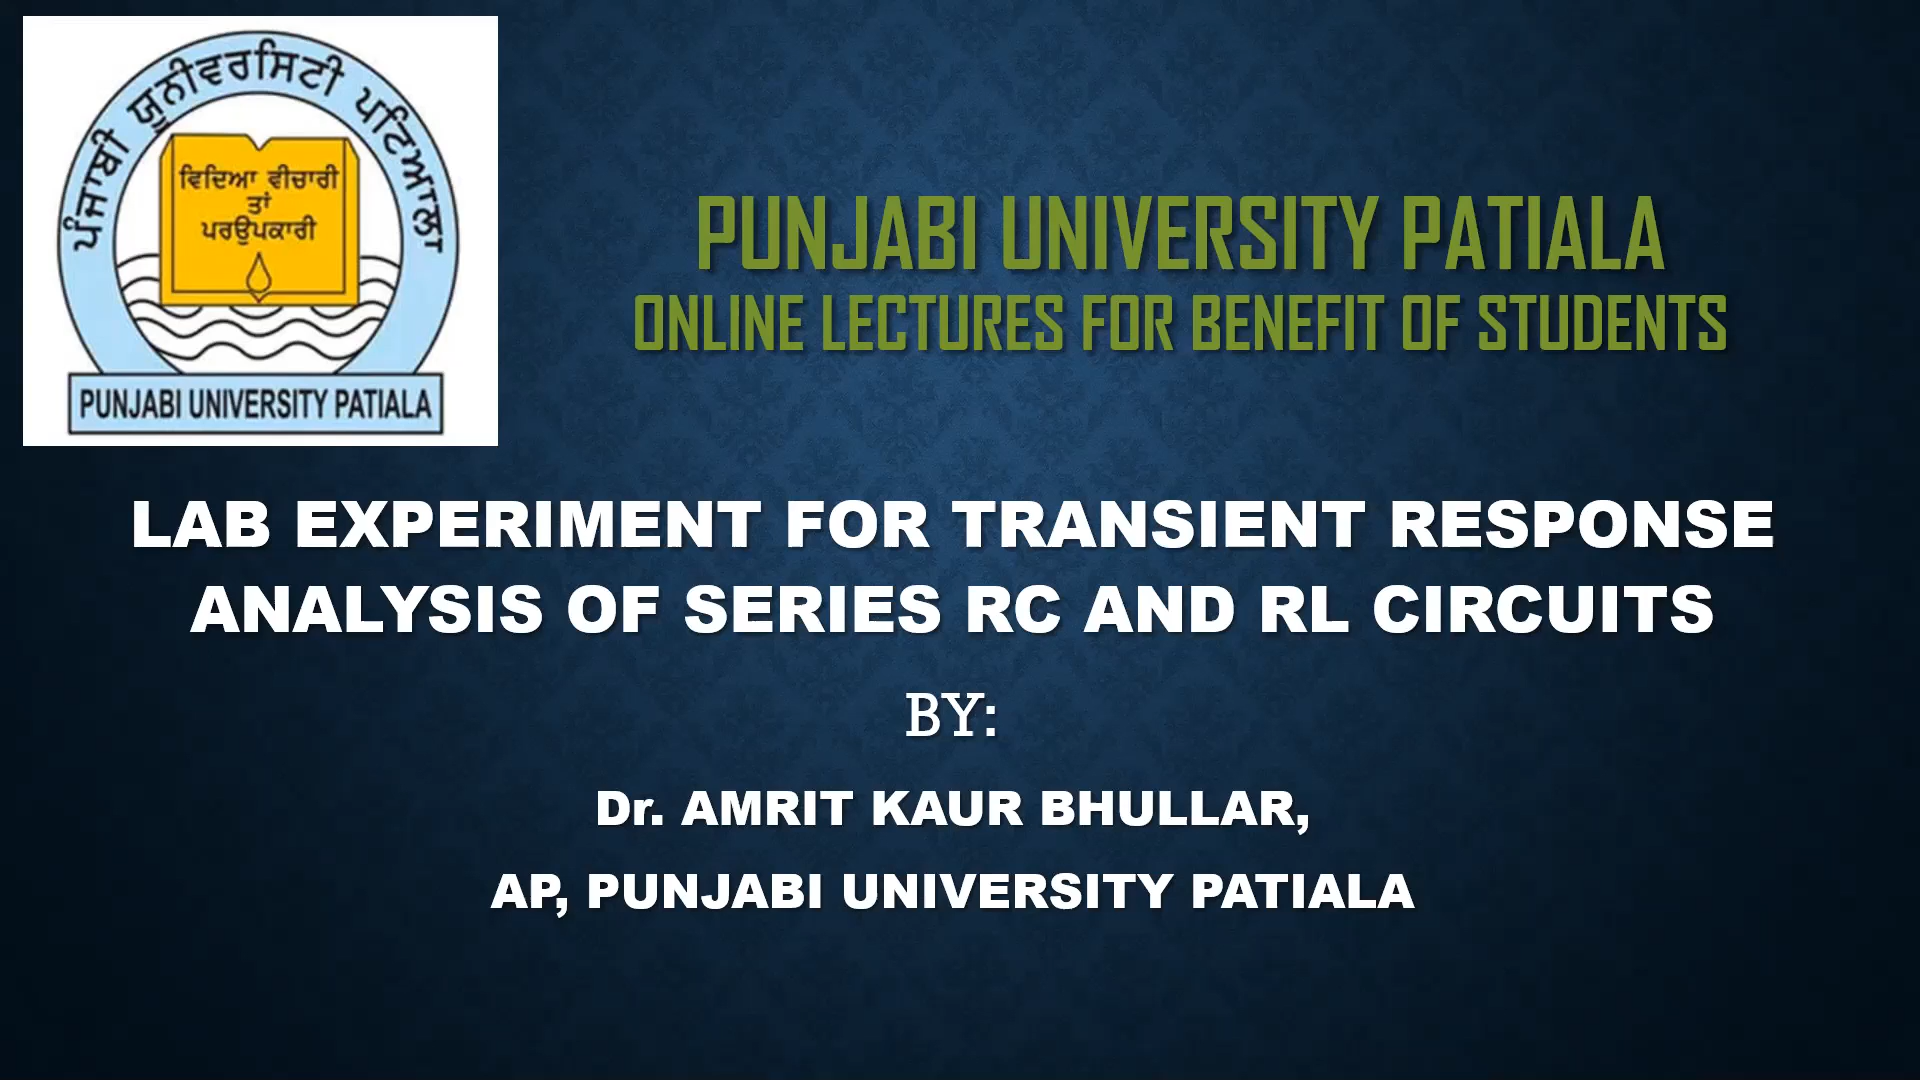 ਪੰਜਾਬੀ ਯੂਨੀਵਰਸਿਟੀ ਪਟਿਆਲਾ
ਵਿਦਿਆ ਵੀਚਾਰੀ
ਤਾਂ
ਪਰਉਪਕਾਰੀ
PUNJABI UNIVERSITY PATIALA
PUNJABI UNIVERSITY PATIALA
ONLINE LECTURES FOR BENEFIT OF STUDENTS
LAB EXPERIMENT FOR TRANSIENT RESPONSE
ANALYSIS OF SERIES RC AND RL CIRCUITS
BY:
Dr. AMRIT KAUR BHULLAR,
AP, PUNJABI UNIVERSITY PATIALA